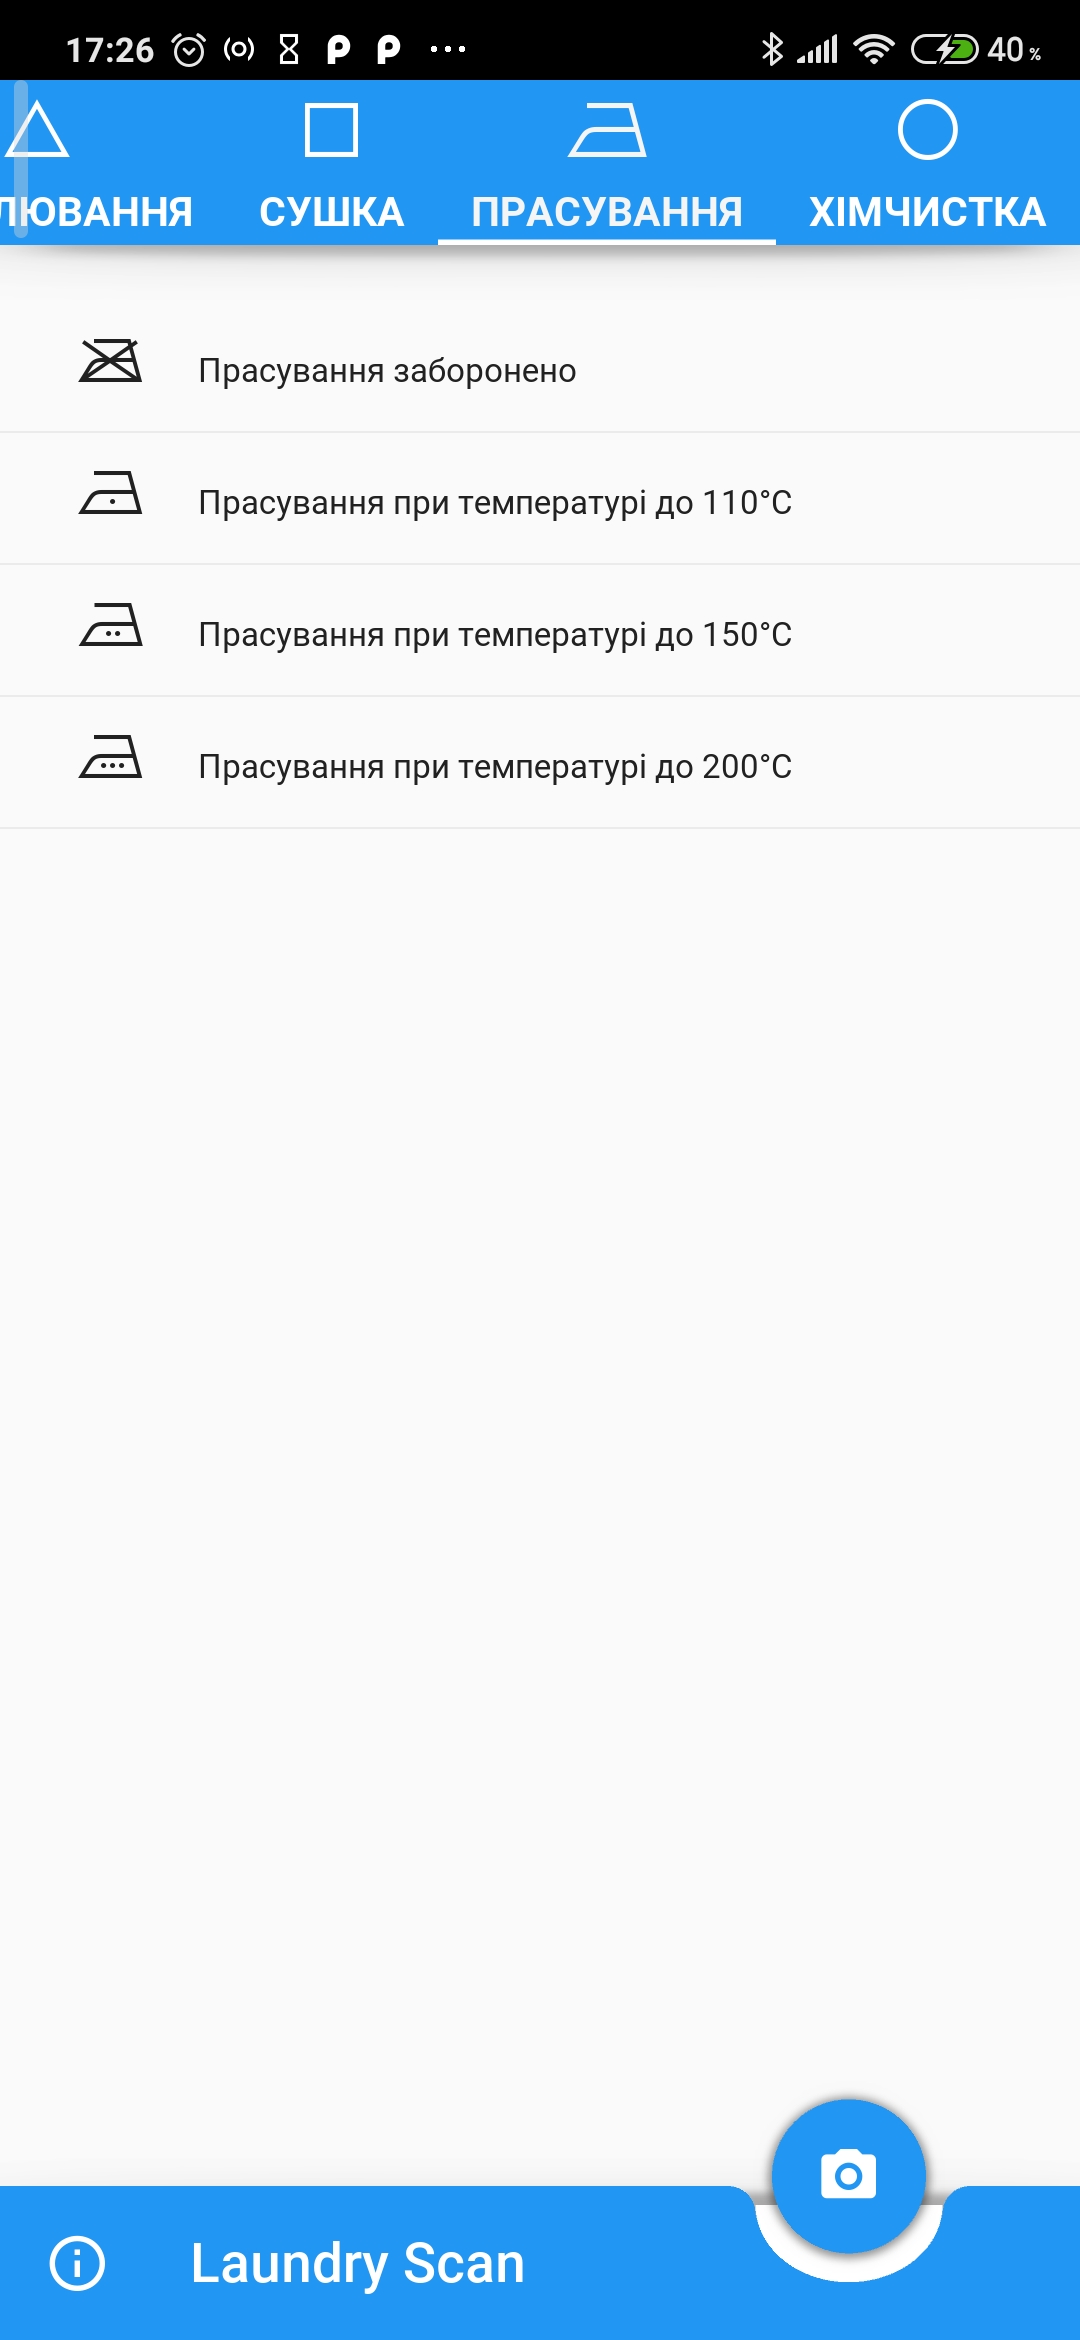 17:26
40 %
ЛЮВАННЯ
СУШКА
ПРАСУВАННЯ
ХІМЧИСТКА
Прасування заборонено
Прасування при температурі до 110°C
Прасування при температурі до 150°C
Прасування при температурі до 200°C
Laundry Scan